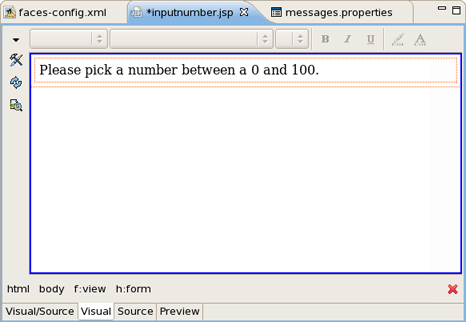 faces-config.xml *inputnumber.jsp messages.properties
B I U A
Please pick a number between a 0 and 100.
html body f:view h:form
Visual/Source Visual Source Preview